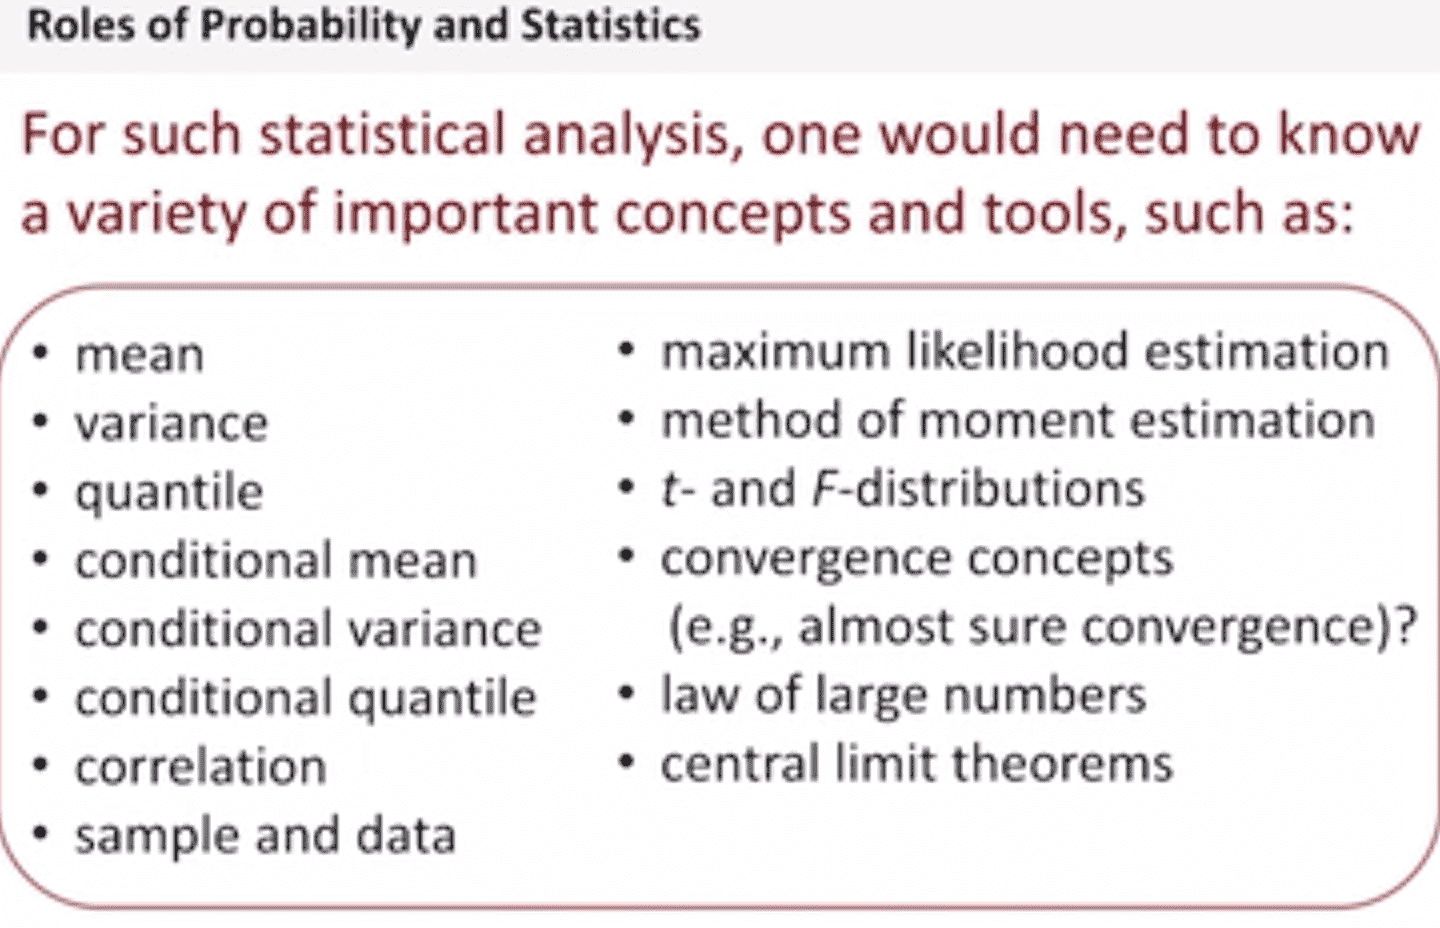 Roles of Probability and Statistics
For such statistical analysis, one would need to know
a variety of important concepts and tools, such as:
• mean
• variance
• quantile
• conditional mean
• conditional variance
• conditional quantile
• correlation
• sample and data
• maximum likelihood estimation
• method of moment estimation
• t- and F-distributions
• convergence concepts
(e.g., almost sure convergence)?
• law of large numbers
• central limit theorems